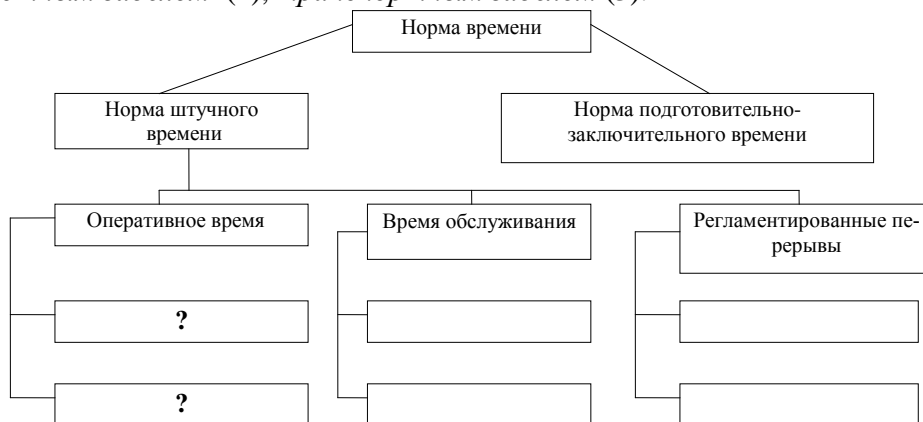 Норма времени
Норма штучного
времени
Норма подготовительно-
заключительного времени
Оперативное время
Время обслуживания
Регламентированные пе-
рерывы
?
?